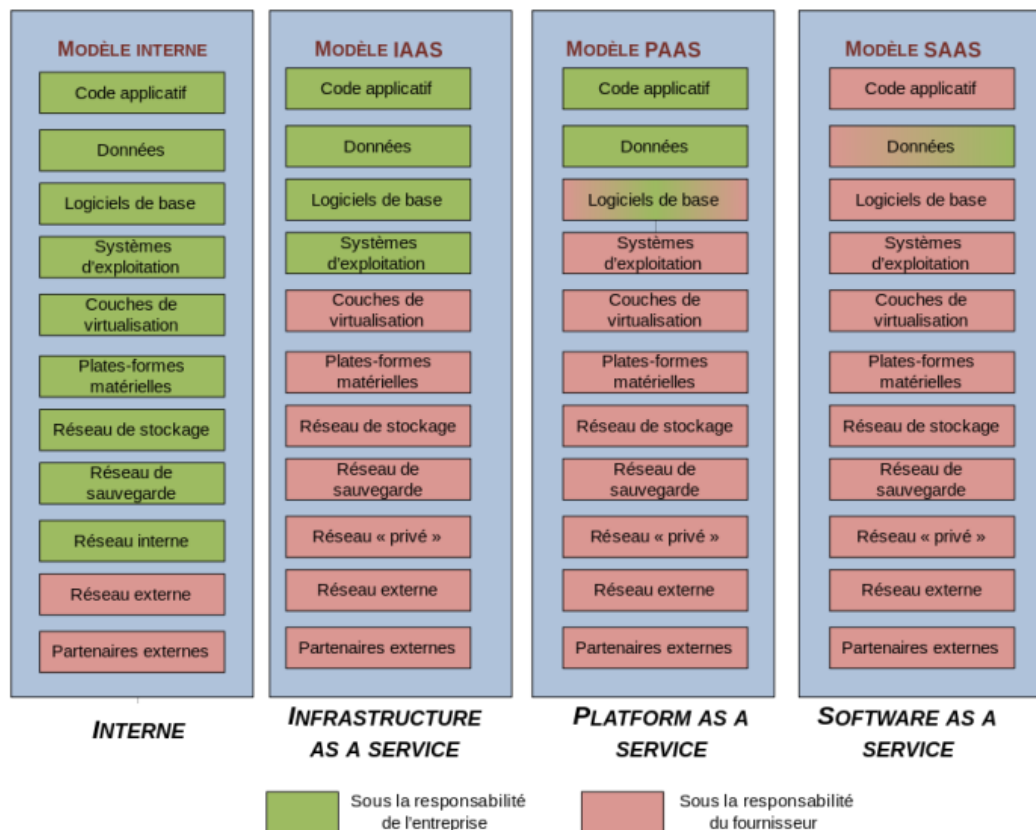 MODÈLE INTERNE
Code applicatif
Données
Logiciels de base
Systèmes
d'exploitation
Couches de
virtualisation
Plates-formes
matérielles
Réseau de stockage
Réseau de
sauvegarde
Réseau interne
Réseau externe
Partenaires externes
INTERNE
MODÈLE IAAS
Code applicatif
Données
Logiciels de base
Systèmes
d'exploitation
Couches de
virtualisation
Plates-formes
matérielles
Réseau de stockage
Réseau de
sauvegarde
Réseau « privé »
Réseau externe
Partenaires externes
INFRASTRUCTURE
AS A SERVICE
MODÈLE PAAS
Code applicatif
Données
Logiciels de base
Systèmes
d'exploitation
Couches de
virtualisation
Plates-formes
matérielles
Réseau de stockage
Réseau de
sauvegarde
Réseau « privé »
Réseau externe
Partenaires externes
PLATFORM AS A
SERVICE
MODÈLE SAAS
Code applicatif
Données
Logiciels de base
Systèmes
d'exploitation
Couches de
virtualisation
Plates-formes
matérielles
Réseau de stockage
Réseau de
sauvegarde
Réseau « privé »
Réseau externe
Partenaires externes
SOFTWARE AS A
SERVICE
Sous la responsabilité
de l'entreprise
Sous la responsabilité
du fournisseur